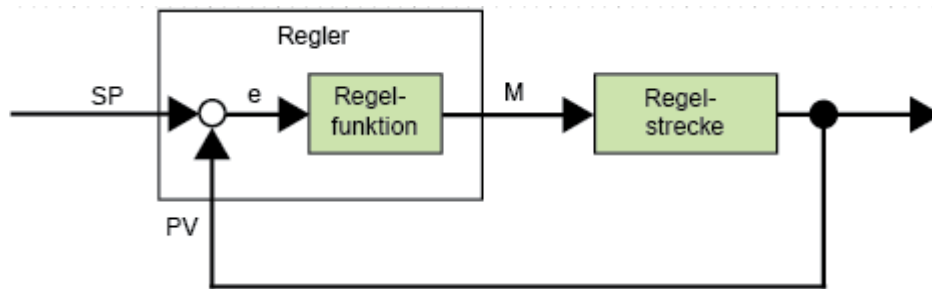 Regler
SP
e
Regel-
funktion
M
Regel-
strecke
PV